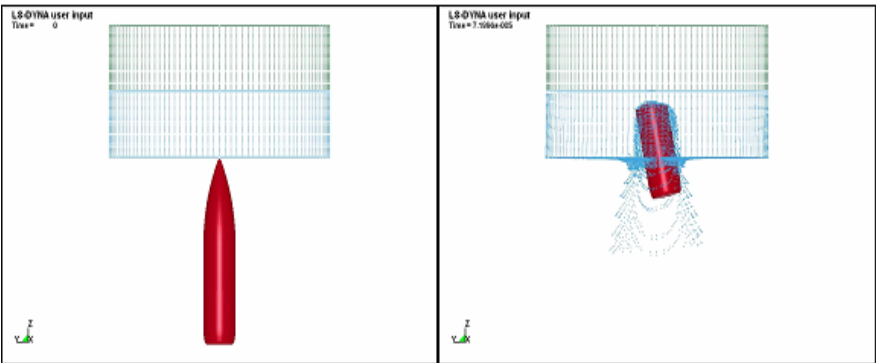 LS-DYNA user input
Time = 0
Z
Y X
LS-DYNA user input
Time = 7.1996e-005
Z
Y X